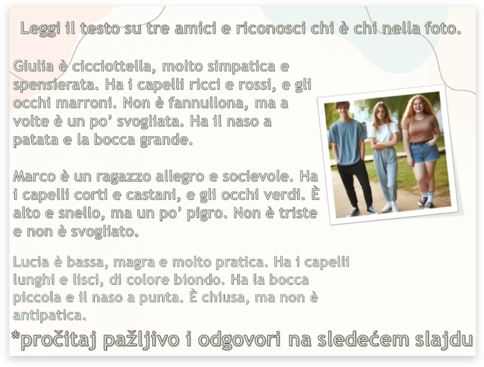 Leggi il testo su tre amici e riconosci chi è chi nella foto.
Giulia è cicciottella, molto simpatica e
spensierata. Ha i capelli ricci e rossi, e gli
occhi marroni. Non è fannullona, ma a
volte è un po’ svogliata. Ha il naso a
patata e la bocca grande.
Marco è un ragazzo allegro e socievole. Ha
i capelli corti e castani, e gli occhi verdi. È
alto e snello, ma un po’ pigro. Non è triste
e non è svogliato.
Lucia è bassa, magra e molto pratica. Ha i capelli
lunghi e lisci, di colore biondo. Ha la bocca
piccola e il naso a punta. È chiusa, ma non è
antipatica.
*pročitaj pažljivo i odgovori na sledećem slajdu